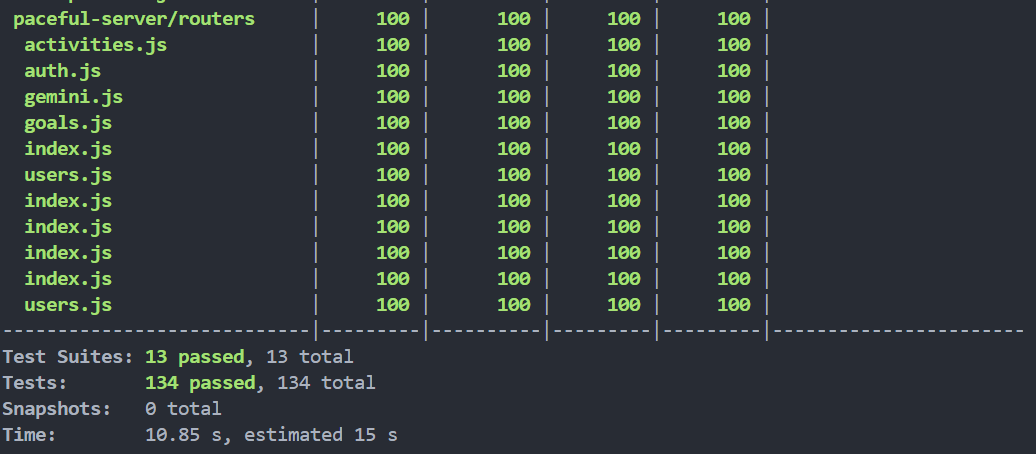 paceful-server/routers | 100 | 100 | 100 | 100 |
activities.js | 100 | 100 | 100 | 100 |
auth.js | 100 | 100 | 100 | 100 |
gemini.js | 100 | 100 | 100 | 100 |
goals.js | 100 | 100 | 100 | 100 |
index.js | 100 | 100 | 100 | 100 |
users.js | 100 | 100 | 100 | 100 |
index.js | 100 | 100 | 100 | 100 |
index.js | 100 | 100 | 100 | 100 |
index.js | 100 | 100 | 100 | 100 |
index.js | 100 | 100 | 100 | 100 |
users.js | 100 | 100 | 100 | 100 |
----------------------------|---------|----------|---------|---------|-----------------------
Test Suites: 13 passed, 13 total
Tests: 134 passed, 134 total
Snapshots: 0 total
Time: 10.85 s, estimated 15 s